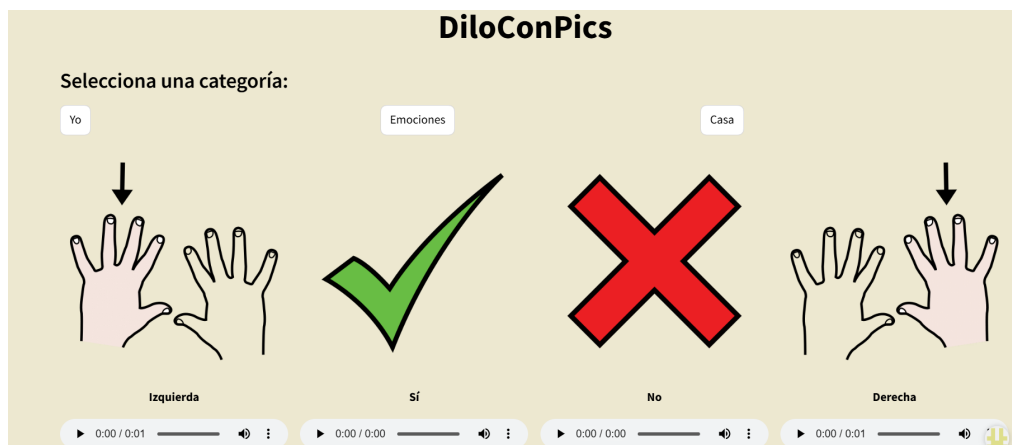 DiloConPics
Selecciona una categoría:
Yo
Emociones
Casa
Izquierda
Sí
No
Derecha
0:00 / 0:01
0:00 / 0:00
0:00 / 0:00
0:00 / 0:01